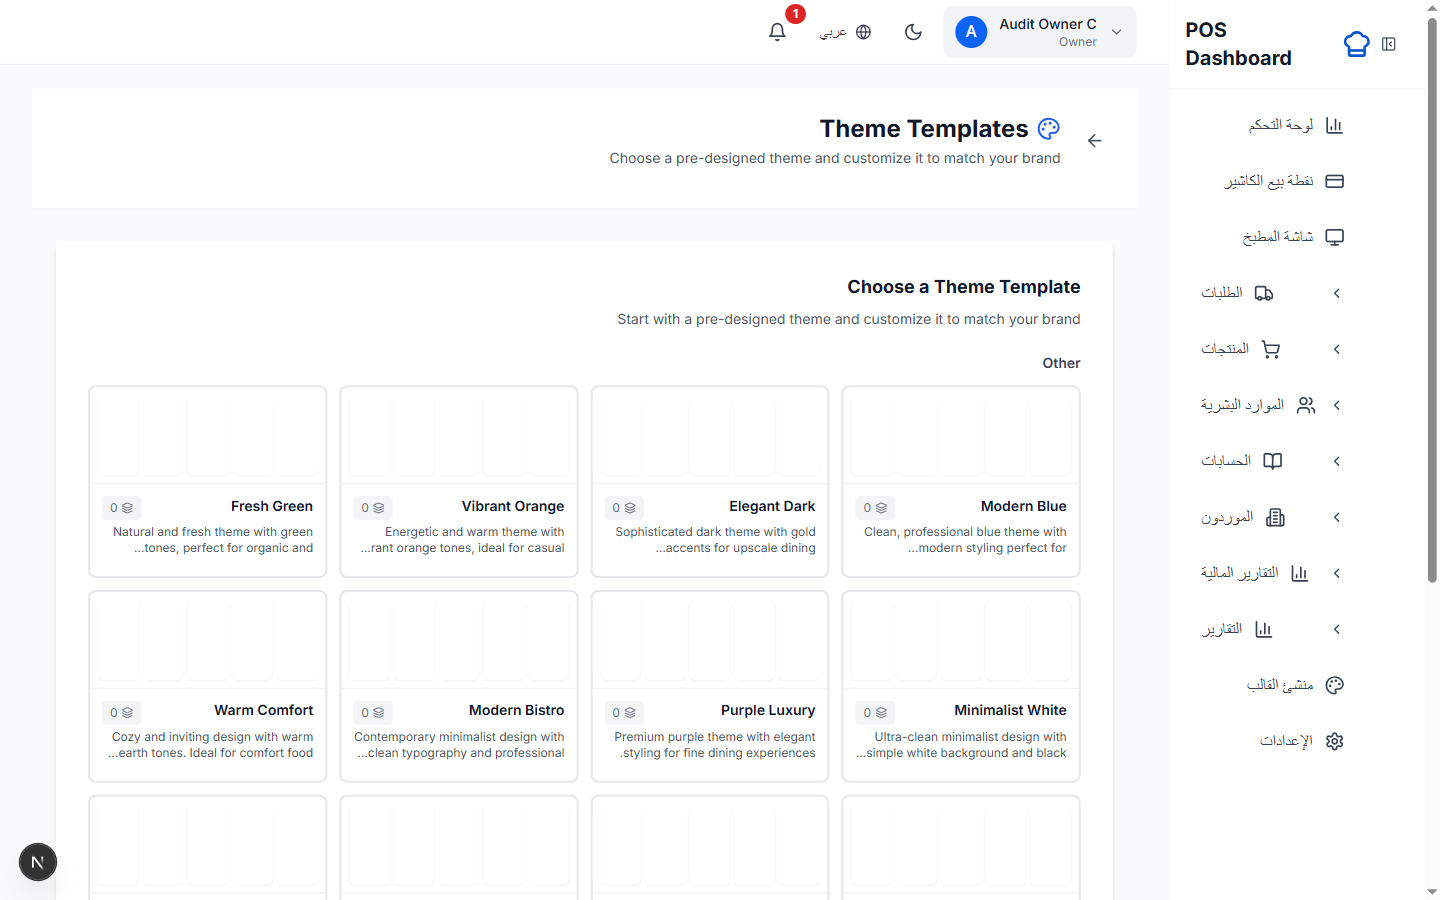 POS
Dashboard
لوحة التحكم
نقطة بيع الكاشير
شاشة المطبخ
الطلبات
المنتجات
الموارد البشرية
الحسابات
الموردون
التقارير المالية
التقارير
منشئ القالب
الإعدادات
Audit Owner C
Owner
A
عربي
1
Theme Templates
Choose a pre-designed theme and customize it to match your brand
Choose a Theme Template
Start with a pre-designed theme and customize it to match your brand
Other
Modern Blue
0
Clean, professional blue theme with
...modern styling perfect for
Elegant Dark
0
Sophisticated dark theme with gold
...accents for upscale dining
Vibrant Orange
0
Energetic and warm theme with
...rant orange tones, ideal for casual
Fresh Green
0
Natural and fresh theme with green
...tones, perfect for organic and
Minimalist White
0
Ultra-clean minimalist design with
...simple white background and black
Purple Luxury
0
Premium purple theme with elegant
.styling for fine dining experiences
Modern Bistro
0
Contemporary minimalist design with
...clean typography and professional
Warm Comfort
0
Cozy and inviting design with warm
...earth tones. Ideal for comfort food
N